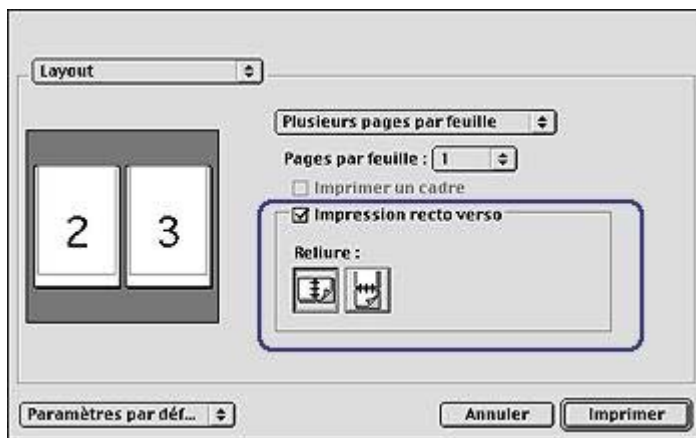 Layout
Plusieurs pages par feuille
Pages par feuille : 1
Imprimer un cadre
Impression recto verso
2 3
Reliure :
Paramètres par déf... Annuler Imprimer